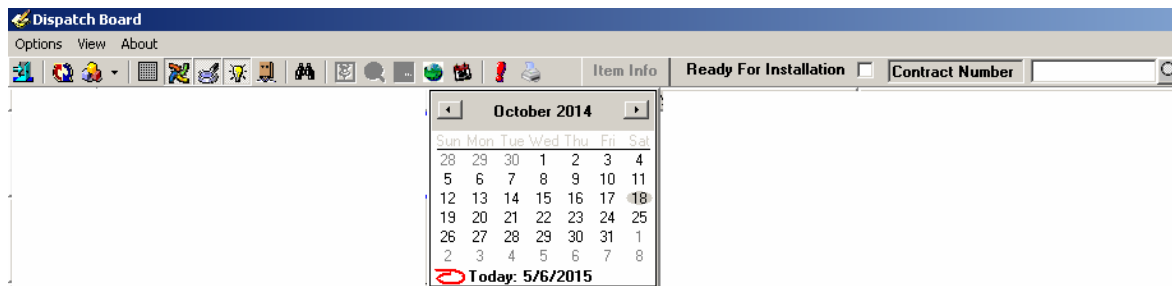 Dispatch Board
Options View About
Item Info Ready For Installation Contract Number
October 2014
Sun Mon Tue Wed Thu Fri Sat
28 29 30 1 2 3 4
5 6 7 8 9 10 11
12 13 14 15 16 17 18
19 20 21 22 23 24 25
26 27 28 29 30 31 1
2 3 4 5 6 7 8
Today: 5/6/2015